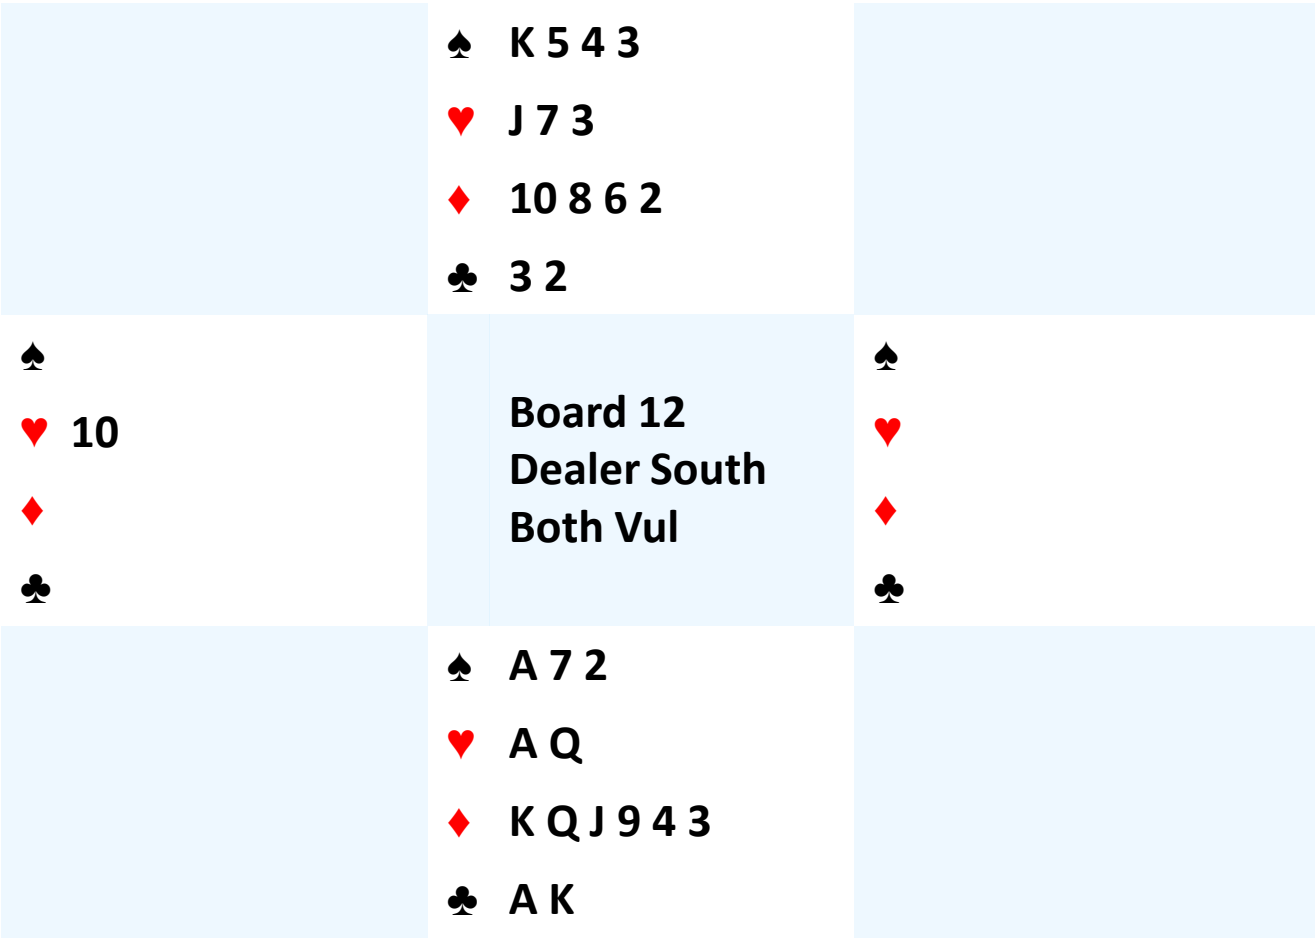 ♠ K 5 4 3
♥ J 7 3
♦ 10 8 6 2
♣ 3 2
♠
♥ 10
♦
♣
Board 12
Dealer South
Both Vul
♠
♥
♦
♣
♠ A 7 2
♥ A Q
♦ K Q J 9 4 3
♣ A K